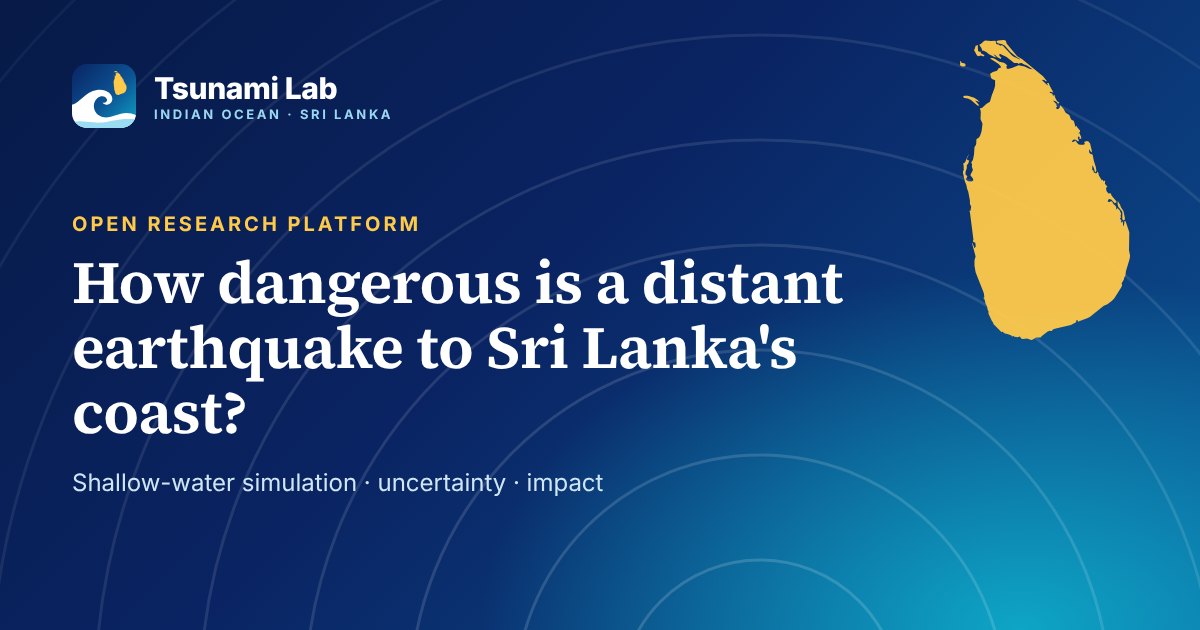 Tsunami Lab
INDIAN OCEAN · SRI LANKA
OPEN RESEARCH PLATFORM
How dangerous is a distant
earthquake to Sri Lanka's
coast?
Shallow-water simulation · uncertainty · impact